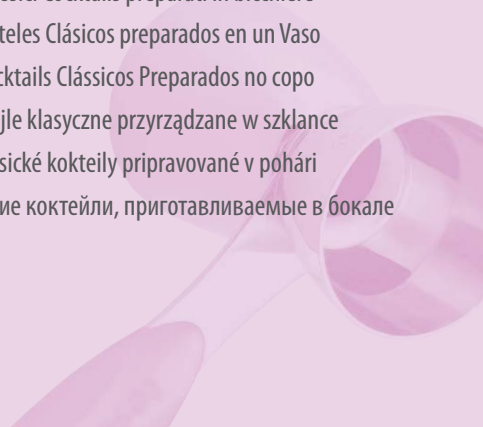 Cocktails preparati in bicchiere
teles Clásicos preparados en un Vaso
cktails Clássicos Preparados no copo
jle klasyczne przyrządzane w szklance
sické kokteily pripravované v pohári
ие коктейли, приготавливаемые в бокале